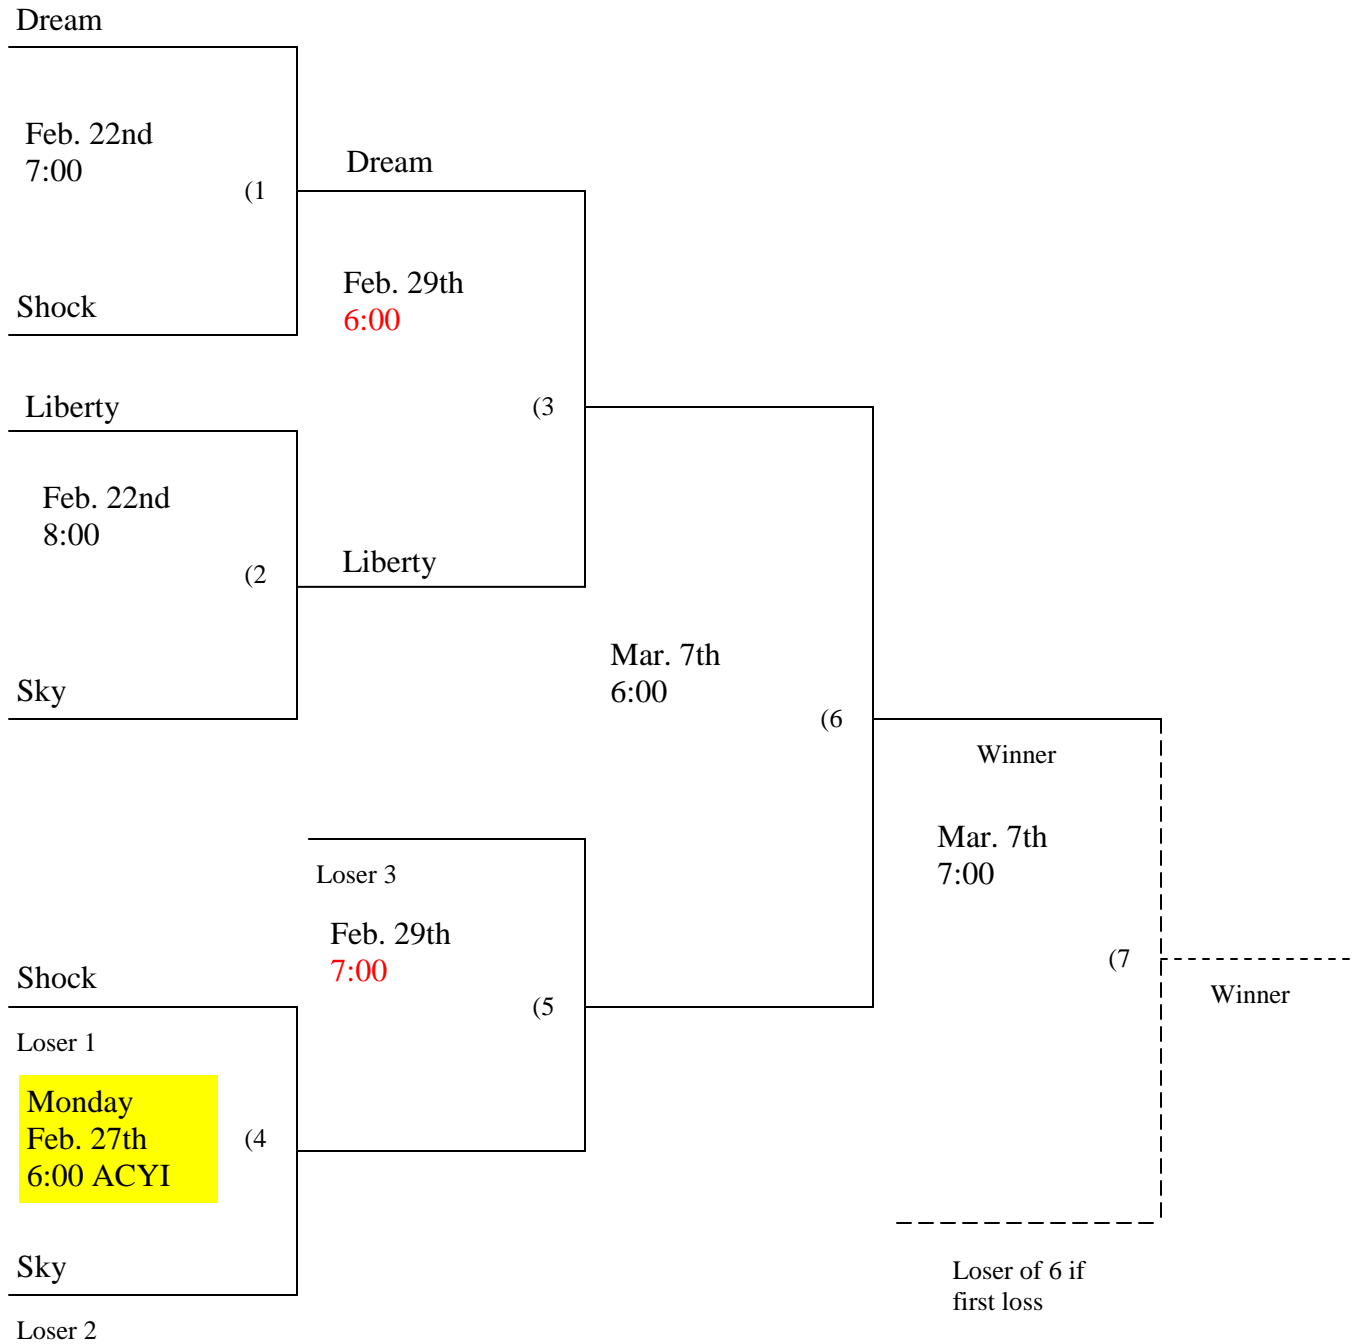 Dream
Feb. 22nd
7:00
(1
Shock
Dream
Feb. 29th
6:00
(3
Liberty
Feb. 22nd
8:00
(2
Liberty
Sky
Mar. 7th
6:00
(6
Winner
Loser 3
Feb. 29th
7:00
(5
Mar. 7th
7:00
(7
Winner
Shock
Loser 1
Monday
Feb. 27th
6:00 ACYI
(4
Sky
Loser 2
Loser of 6 if
first loss